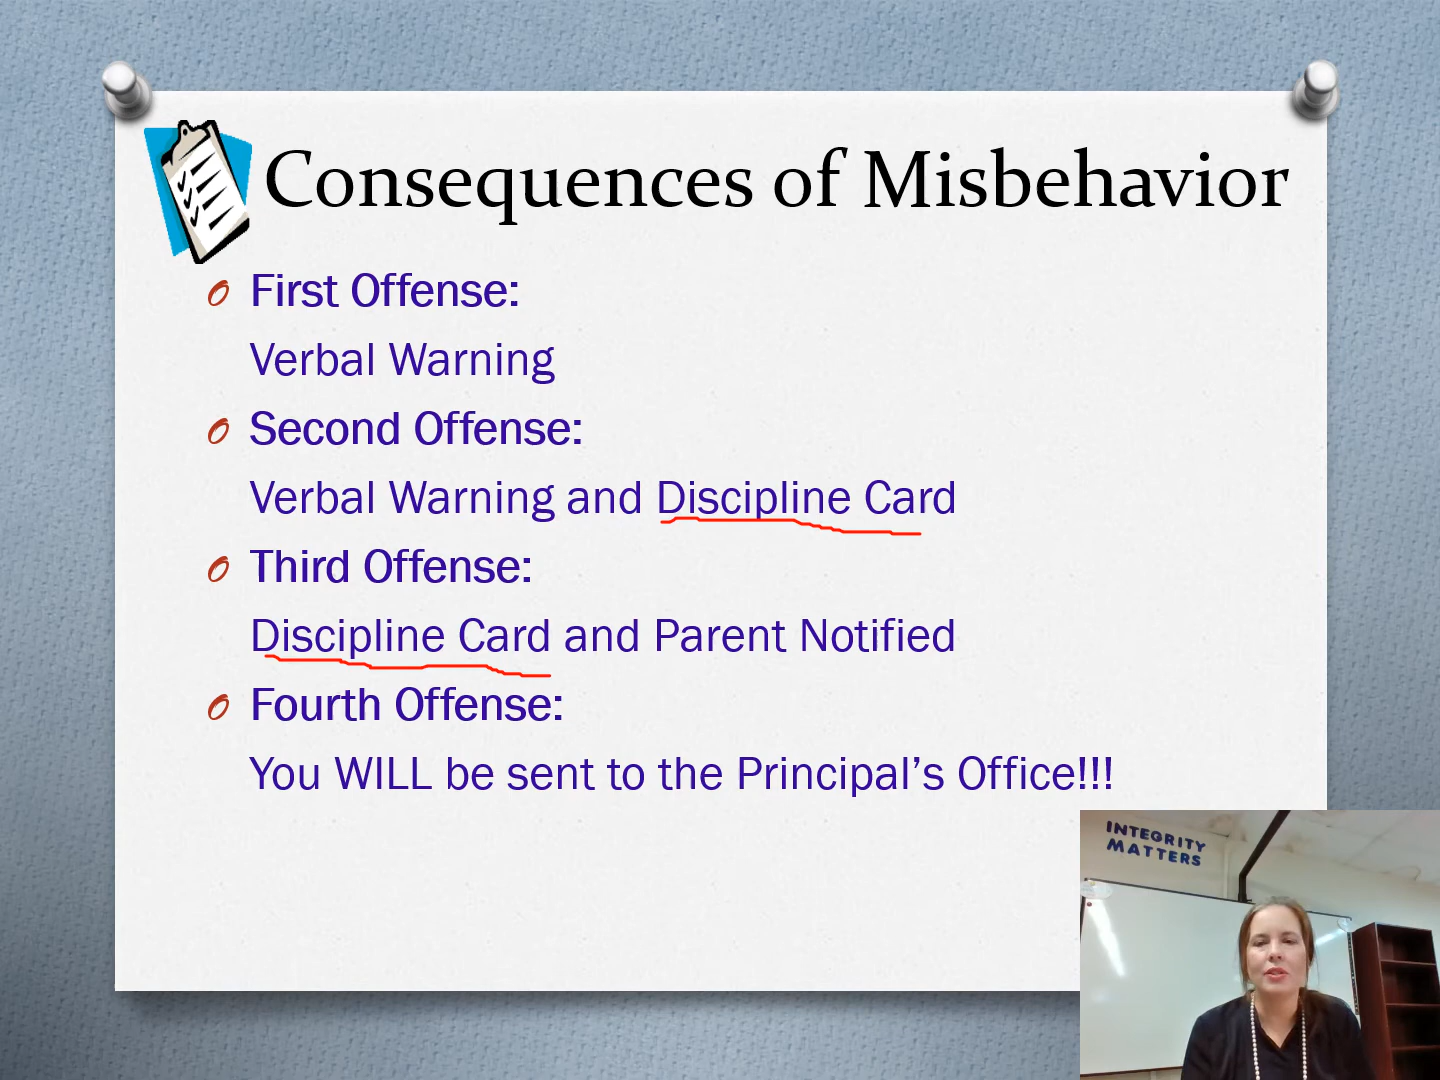 Consequences of Misbehavior
First Offense:
Verbal Warning
Second Offense:
Verbal Warning and Discipline Card
Third Offense:
Discipline Card and Parent Notified
Fourth Offense:
You WILL be sent to the Principal’s Office!!!
INTEGRITY
MATTERS